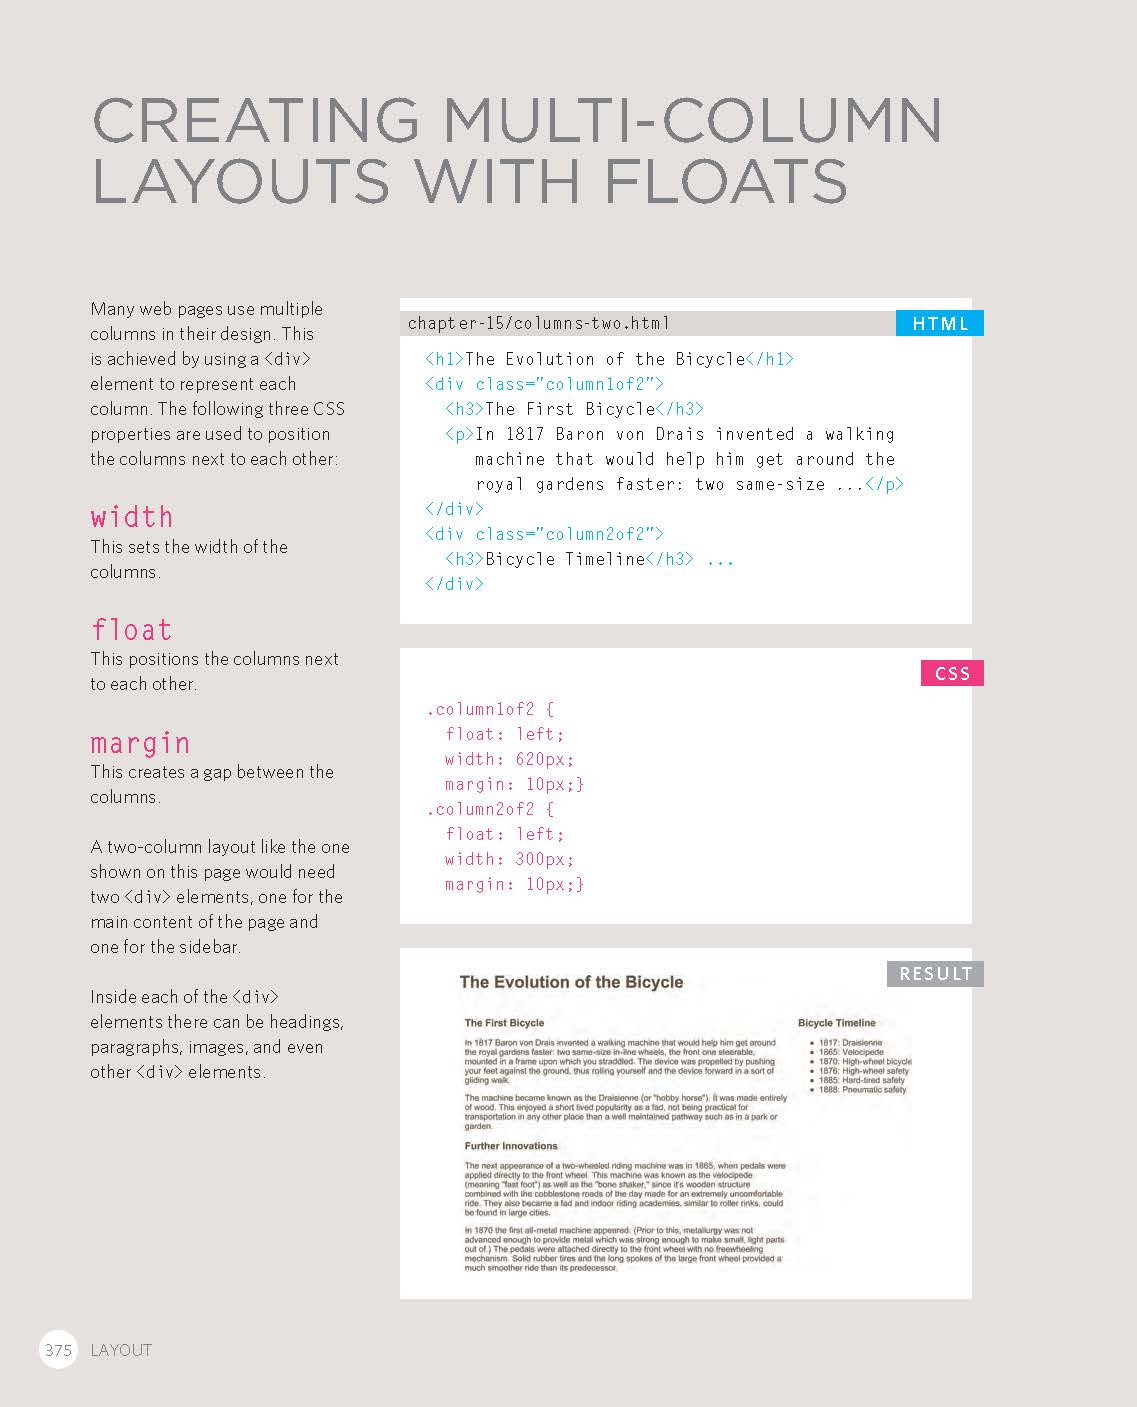 CREATING MULTI-COLUMN
LAYOUTS WITH FLOATS
Many web pages use multiple
columns in their design. This
is achieved by using a <div>
element to represent each
column. The following three CSS
properties are used to position
the columns next to each other:
width
This sets the width of the
columns.
float
This positions the columns next
to each other.
margin
This creates a gap between the
columns.
A two-column layout like the one
shown on this page would need
two <div> elements, one for the
main content of the page and
one for the sidebar.
Inside each of the <div>
elements there can be headings,
paragraphs, images, and even
other <div> elements.
chapter-15/columns-two.html
HTML
<h1>The Evolution of the Bicycle</h1>
<div class="column1of2">
<h3>The First Bicycle</h3>
<p>In 1817 Baron von Drais invented a walking
machine that would help him get around the
royal gardens faster: two same-size ...</p>
</div>
<div class="column2of2">
<h3>Bicycle Timeline</h3> ...
</div>
CSS
.column1of2 {
float: left;
width: 620px;
margin: 10px;}
.column2of2 {
float: left;
width: 300px;
margin: 10px;}
RESULT
The Evolution of the Bicycle
The First Bicycle
In 1817 Baron von Drais invented a walking machine that would help him get around
the royal gardens faster: two same-size in-line wheels, the front one steerable,
mounted in a frame upon which you straddled. The device was propelled by pushing
your feet against the ground, thus rolling yourself and the device forward in a sort of
gliding walk.
The machine became known as the Draisienne (or "hobby horse"). It was made entirely
of wood. This enjoyed a short lived popularity as a fad, not being practical for
transportation in any other place than a well maintained pathway such as in a park or
garden.
Further Innovations
The next appearance of a two-wheeled riding machine was in 1865, when pedals were
applied directly to the front wheel. This machine was known as the velocipede
(meaning "fast foot") as well as the "bone shaker," since it's wooden structure
combined with the cobblestone roads of the day made for an extremely uncomfortable
ride. They also became a fad and indoor riding academies, similar to roller rinks, could
be found in large cities.
In 1870 the first all-metal machine appeared. (Prior to this, metallurgy was not
advanced enough to provide metal which was strong enough to make small, light parts
out of.) The pedals were attached directly to the front wheel with no freewheeling
mechanism. Solid rubber tires and the long spokes of the large front wheel provided a
much smoother ride than its predecessor.
Bicycle Timeline
• 1817: Draisienne
• 1865: Velocipede
• 1870: High-wheel bicycle
• 1876: High-wheel safety
• 1885: Hard-tired safety
• 1888: Pneumatic safety
375 LAYOUT